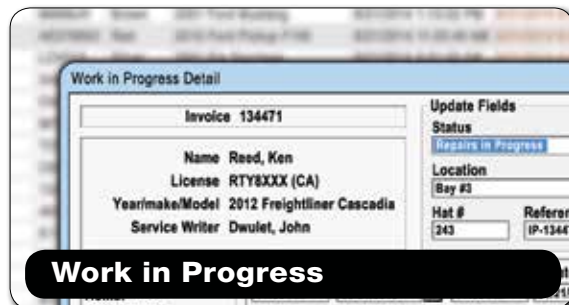 Work in Progress Detail
Invoice 134471
Name Reed, Ken
License RTY8XXX (CA)
Year/make/Model 2012 Freightliner Cascadia
Service Writer Dwulet, John
Update Fields
Status
Repairs in Progress
Location
Bay #3
Hat #
243
Work in Progress